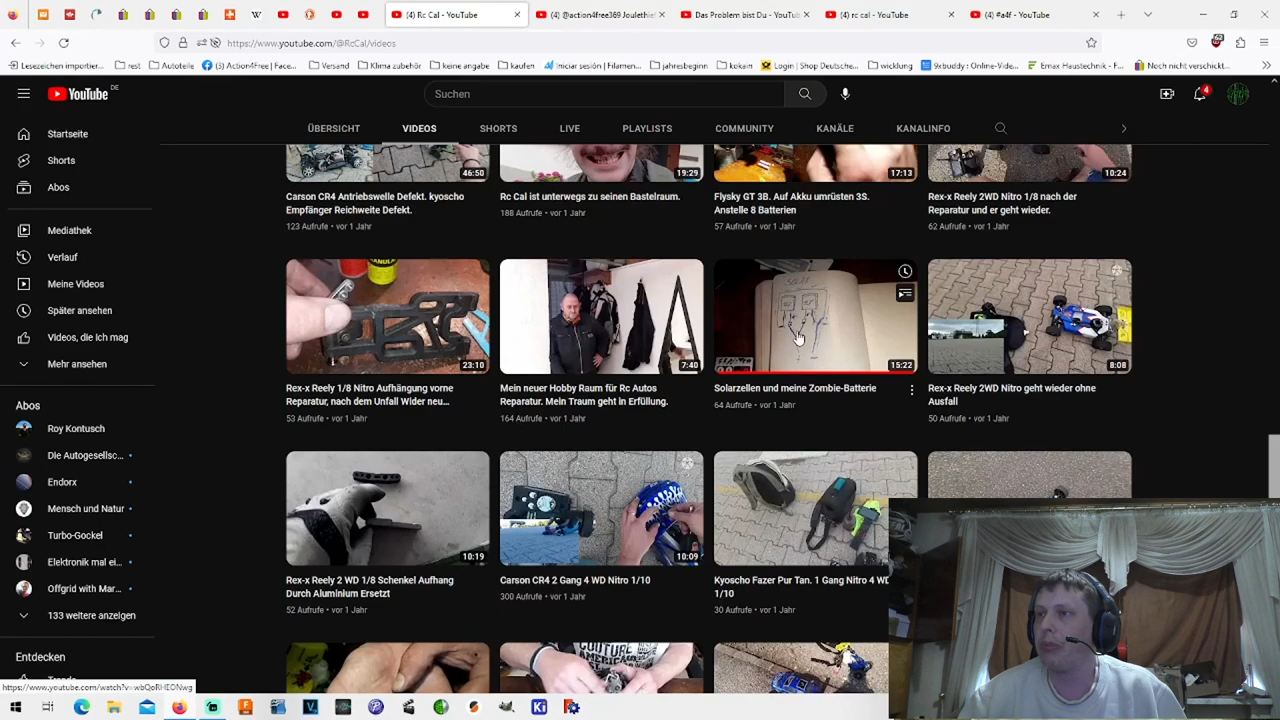 Rc Cal - YouTube
(4) @action4free369 Joulethief
Das Problem bist Du - YouTube
(4) rc cal - YouTube
(4) #a4f - YouTube
https://www.youtube.com/@RcCal/videos
Lesezeichen importier...
rest
Autoteile
(3) Action4Free | Face...
Versand
Klima zubehör
keine angabe
kaufen
Iniciar sesión | Filamen...
jahresbeginn
kokain
Login | Shop Deutsche...
wicklung
9xbuddy : Online-Vide...
Emax Haustechnik - F...
Noch nicht verschickt...
YouTube DE
Suchen
4
ÜBERSICHT
VIDEOS
SHORTS
LIVE
PLAYLISTS
COMMUNITY
KANÄLE
KANALINFO
Startseite
Shorts
Abos
Mediathek
Verlauf
Meine Videos
Später ansehen
Videos, die ich mag
Mehr ansehen
Abos
Roy Kontusch
Die Autogesellsc...
Endorx
Mensch und Natur
Turbo-Gockel
Elektronik mal ei...
Offgrid with Mar...
133 weitere anzeigen
Entdecken
46:50
Carson CR4 Antriebswelle Defekt. kyoscho
Empfänger Reichweite Defekt.
123 Aufrufe • vor 1 Jahr
19:29
Rc Cal ist unterwegs zu seinen Bastelraum.
188 Aufrufe • vor 1 Jahr
17:13
Flysky GT 3B. Auf Akku umrüsten 3S.
Anstelle 8 Batterien
57 Aufrufe • vor 1 Jahr
10:24
Rex-x Reely 2WD Nitro 1/8 nach der
Reparatur und er geht wieder.
62 Aufrufe • vor 1 Jahr
23:10
Rex-x Reely 1/8 Nitro Aufhängung vorne
Reparatur, nach dem Unfall Wider neu...
53 Aufrufe • vor 1 Jahr
7:40
Mein neuer Hobby Raum für Rc Autos
Reparatur. Mein Traum geht in Erfüllung.
164 Aufrufe • vor 1 Jahr
15:22
Solarzellen und meine Zombie-Batterie
64 Aufrufe • vor 1 Jahr
8:08
Rex-x Reely 2WD Nitro geht wieder ohne
Ausfall
50 Aufrufe • vor 1 Jahr
10:19
Rex-x Reely 2 WD 1/8 Schenkel Aufhang
Durch Aluminium Ersetzt
52 Aufrufe • vor 1 Jahr
10:09
Carson CR4 2 Gang 4 WD Nitro 1/10
300 Aufrufe • vor 1 Jahr
Kyoscho Fazer Pur Tan. 1 Gang Nitro 4 WD
1/10
30 Aufrufe • vor 1 Jahr